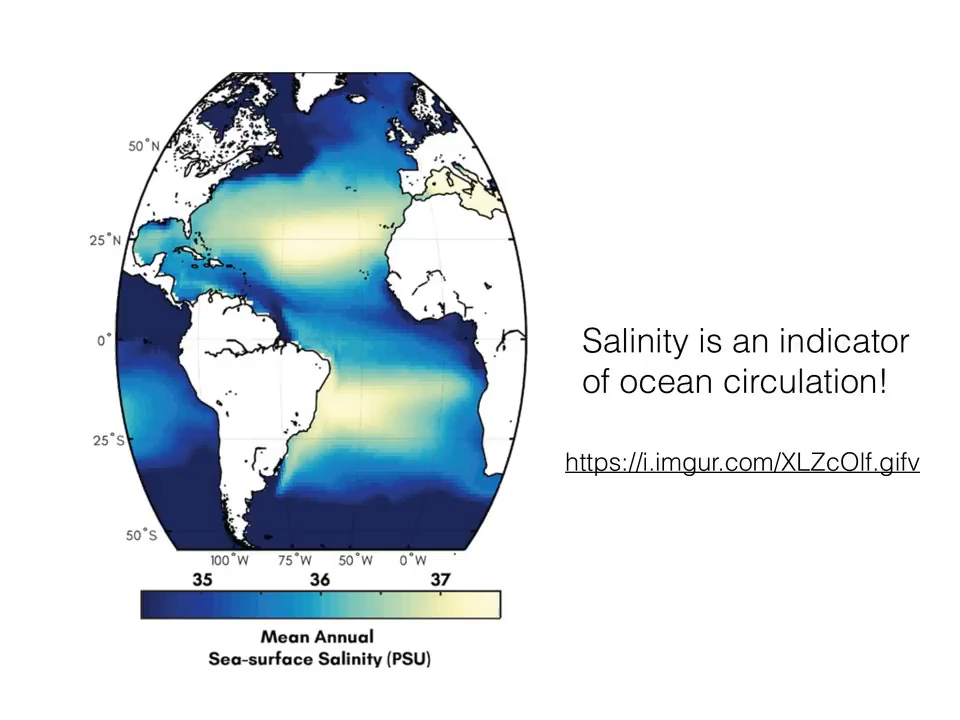 50°N
25°N
0°
25°S
50°S
100°W 75°W 50°W 0°W
35 36 37
Mean Annual
Sea-surface Salinity (PSU)
Salinity is an indicator
of ocean circulation!
https://i.imgur.com/XLZcOlf.gifv